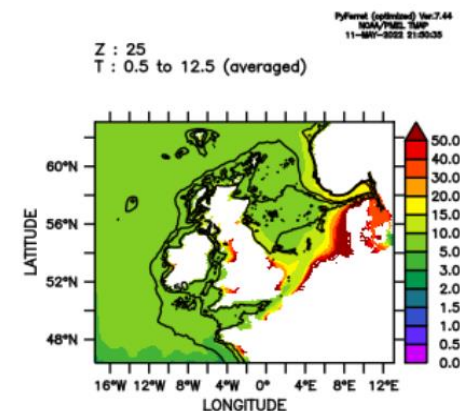 PyFerret (optimized) Ver.7.44
NOAA/PMEL TMAP
11-MAY-2022 21:50:35
Z : 25
T : 0.5 to 12.5 (averaged)
60°N
56°N
52°N
48°N
LATITUDE
16°W 12°W 8°W 4°W 0° 4°E 8°E 12°E
LONGITUDE
50.0
40.0
30.0
20.0
15.0
10.0
5.0
3.0
2.0
1.5
1.0
0.5
0.0